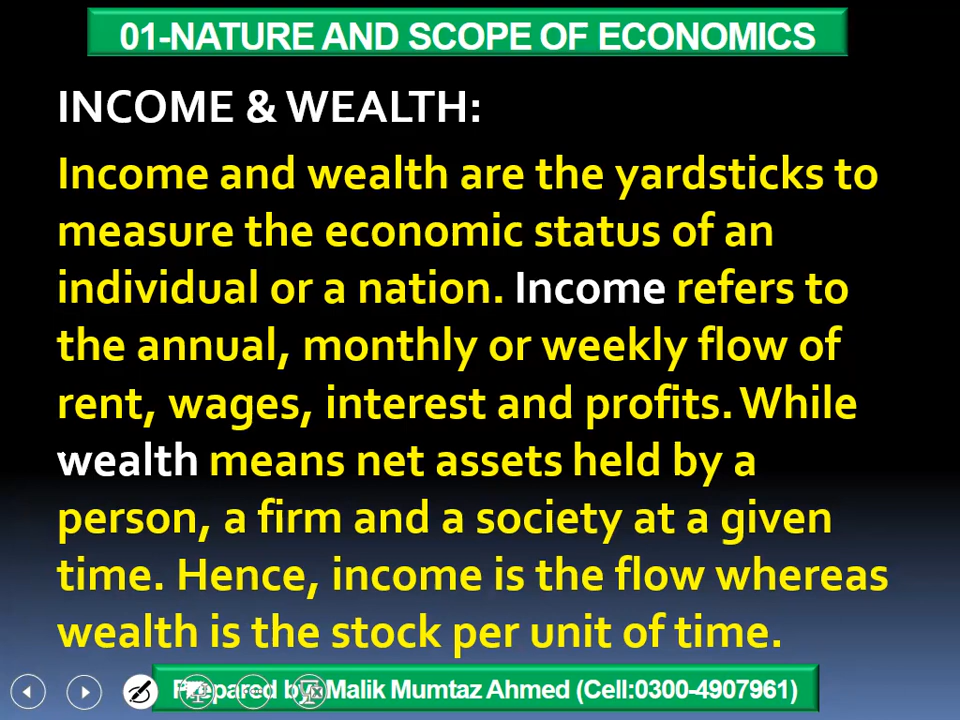 01-NATURE AND SCOPE OF ECONOMICS
INCOME & WEALTH:
Income and wealth are the yardsticks to
measure the economic status of an
individual or a nation. Income refers to
the annual, monthly or weekly flow of
rent, wages, interest and profits. While
wealth means net assets held by a
person, a firm and a society at a given
time. Hence, income is the flow whereas
wealth is the stock per unit of time.
Prepared by: Malik Mumtaz Ahmed (Cell:0300-4907961)